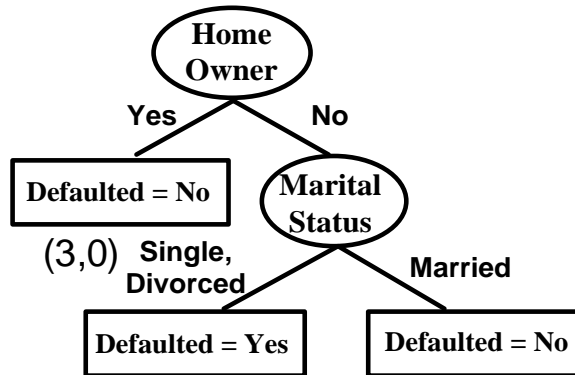 Home
Owner
Yes
No
Defaulted = No
Marital
Status
(3,0)
Single,
Divorced
Married
Defaulted = Yes
Defaulted = No